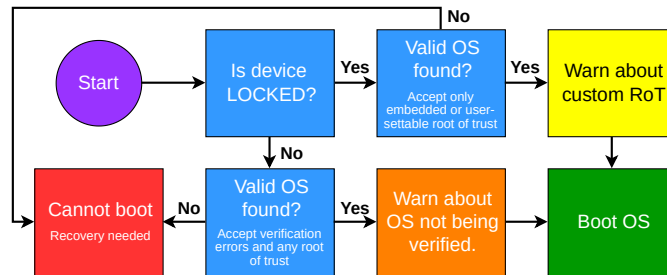 No
Start
Is device
LOCKED?
Yes
Valid OS
found?
Accept only
embedded or user-
settable root of trust
Yes
Warn about
custom RoT
No
Cannot boot
Recovery needed
No
Valid OS
found?
Accept verification
errors and any root
of trust
Yes
Warn about
OS not being
verified.
Boot OS